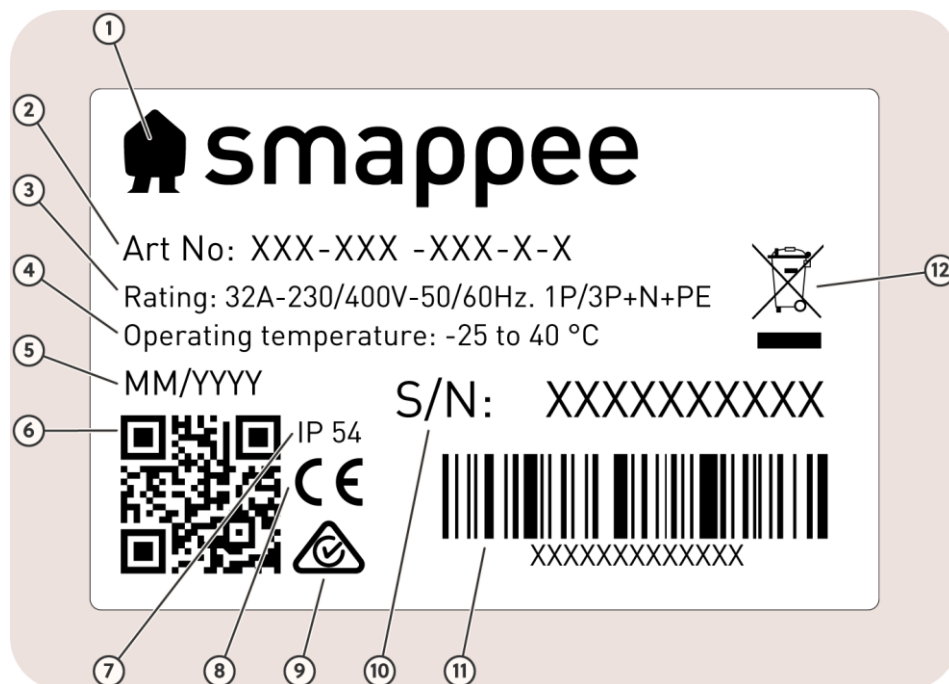 1
2
3
4
5
6
7
8
9
10
11
12
smappee
Art No: XXX-XXX -XXX-X-X
Rating: 32A-230/400V-50/60Hz. 1P/3P+N+PE
Operating temperature: -25 to 40 °C
MM/YYYY
S/N: XXXXXXXXXX
IP 54
CE
XXXXXXXXXXXXX